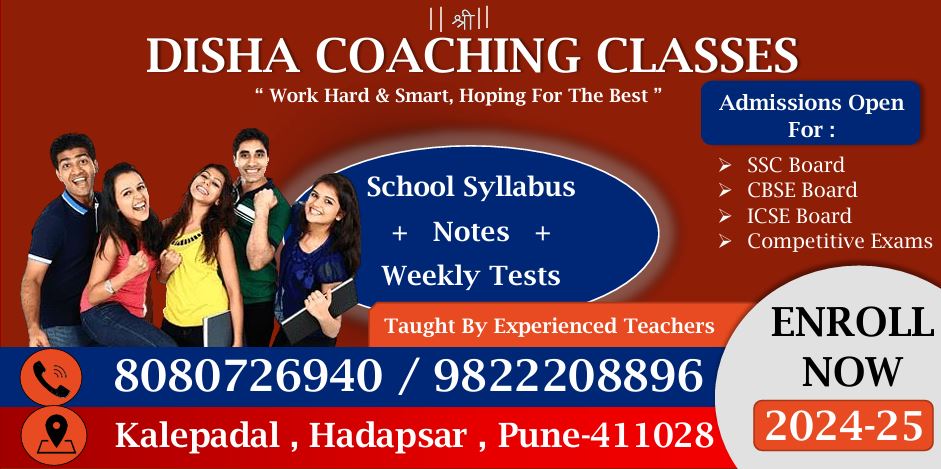 || श्री||
DISHA COACHING CLASSES
“ Work Hard & Smart, Hoping For The Best ”
Admissions Open
For :
SSC Board
CBSE Board
ICSE Board
Competitive Exams
School Syllabus
+ Notes +
Weekly Tests
Taught By Experienced Teachers
ENROLL
NOW
2024-25
8080726940 / 9822208896
Kalepadal , Hadapsar , Pune-411028